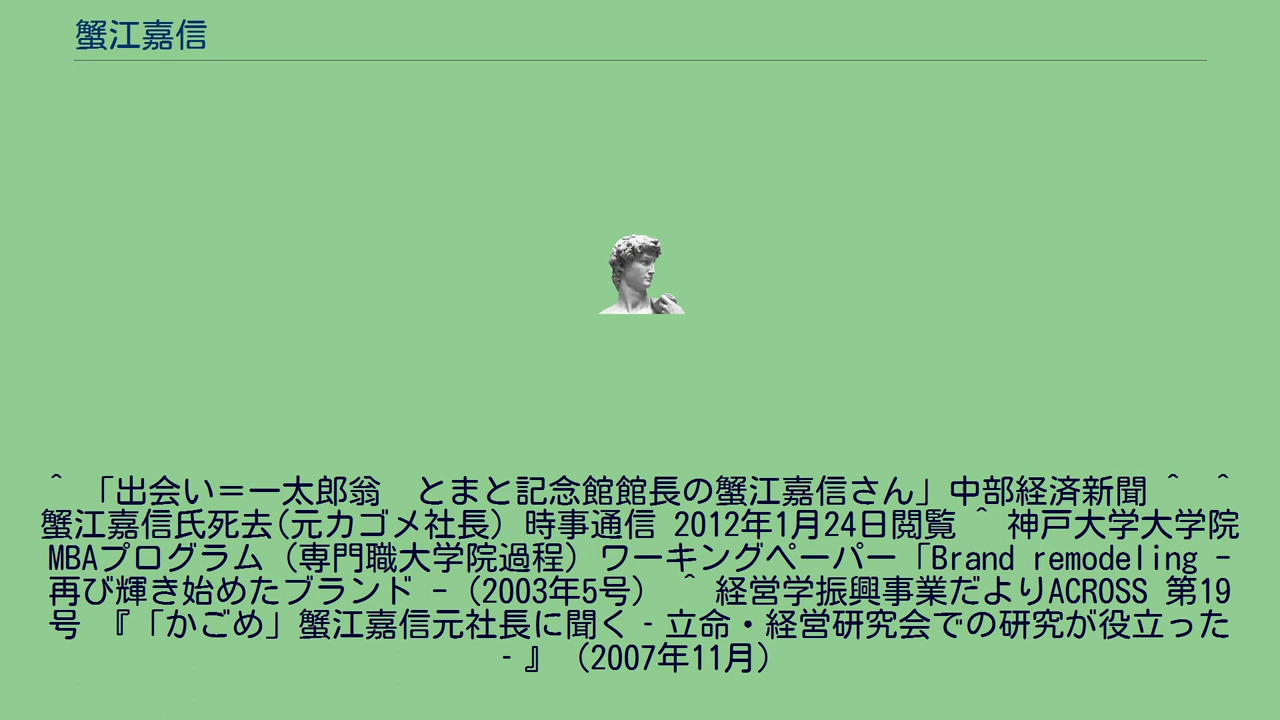 蟹江嘉信
^ 「出会い＝一太郎翁　とまと記念館館長の蟹江嘉信さん」中部経済新聞 ^ ^
蟹江嘉信氏死去(元カゴメ社長) 時事通信 2012年1月24日閲覧 ^ 神戸大学大学院
MBAプログラム（専門職大学院過程）ワーキングペーパー「Brand remodeling −
再び輝き始めたブランド −（2003年5号） ^ 経営学振興事業だよりACROSS 第19
号 『「かごめ」蟹江嘉信元社長に聞く‐立命・経営研究会での研究が役立った
‐』（2007年11月）